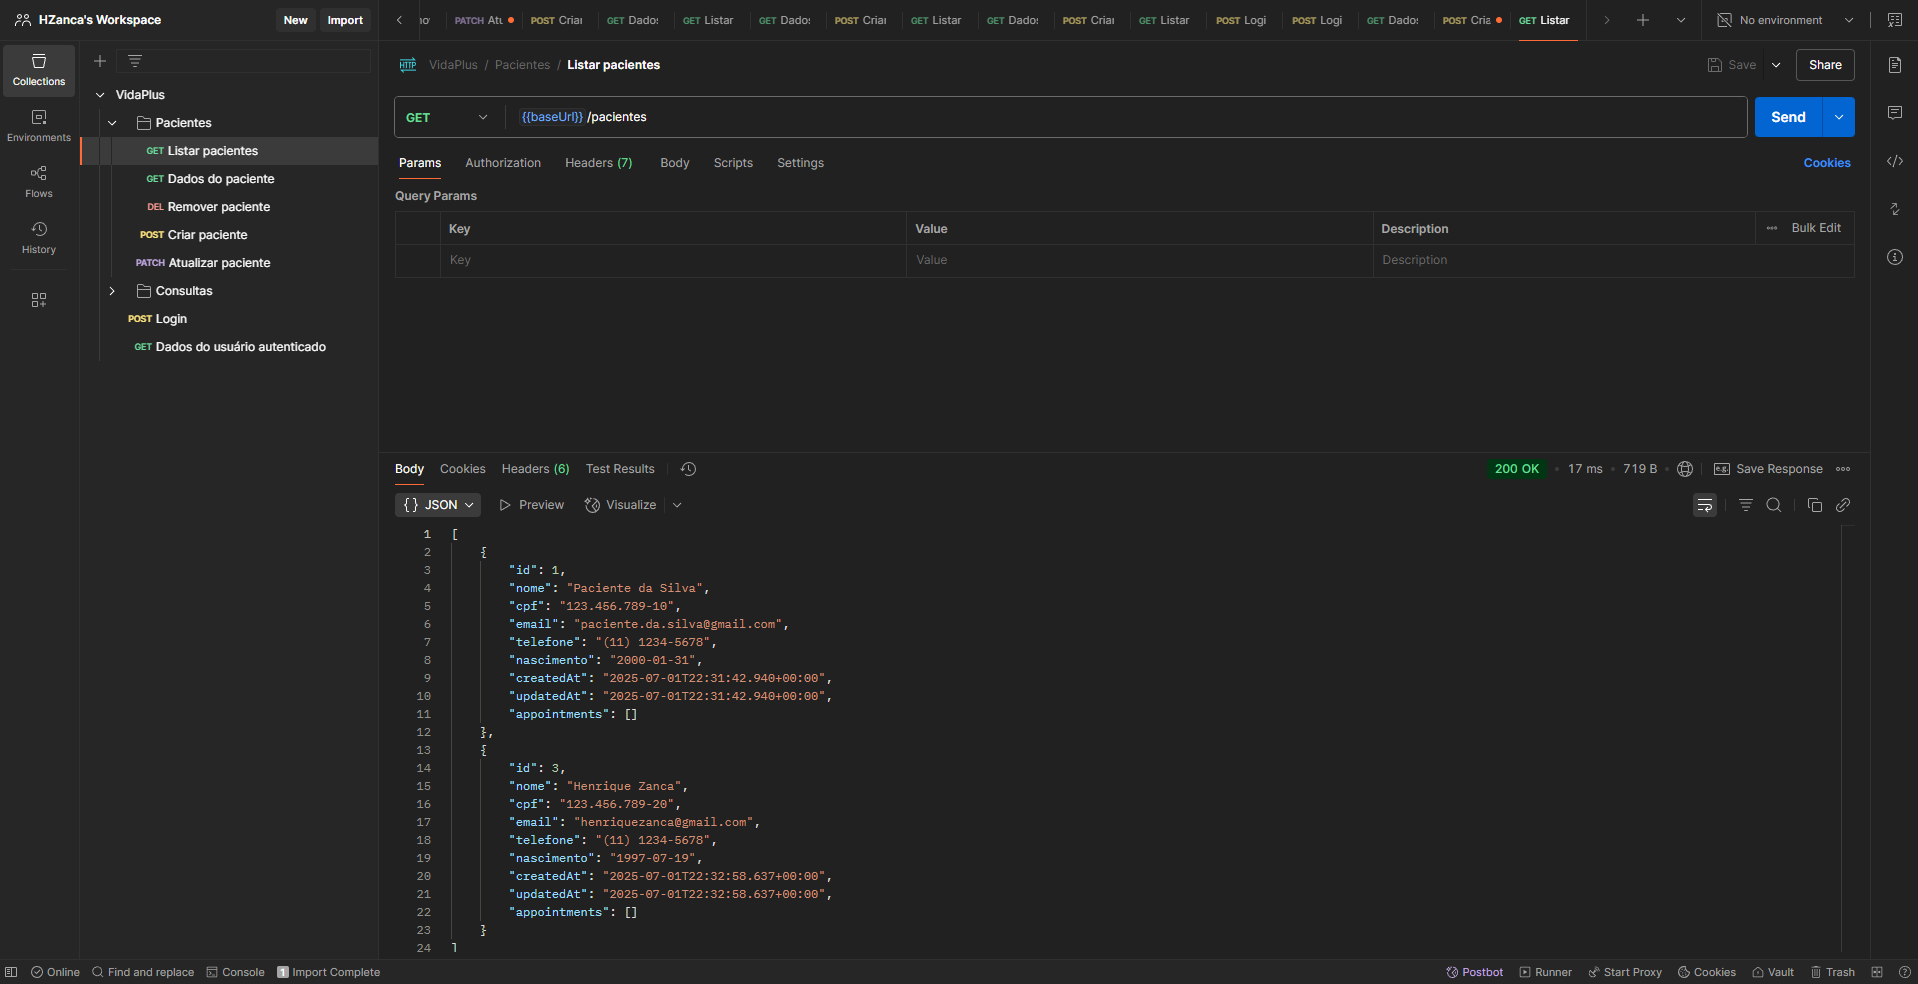 HZanca's Workspace
New
Import
PATCH Atu
POST Criar
GET Dados
GET Listar
GET Dados
POST Criar
GET Listar
GET Dados
POST Criar
GET Listar
POST Logi
POST Logi
GET Dados
POST Cria
GET Listar
No environment
Collections
Environments
Flows
History
VidaPlus
Pacientes
GET Listar pacientes
GET Dados do paciente
DEL Remover paciente
POST Criar paciente
PATCH Atualizar paciente
Consultas
POST Login
GET Dados do usuário autenticado
HTTP VidaPlus / Pacientes / Listar pacientes
Save
Share
GET
{{baseUrl}} /pacientes
Send
Params
Authorization
Headers (7)
Body
Scripts
Settings
Cookies
Query Params
Key
Value
Description
Bulk Edit
Key
Value
Description
Body
Cookies
Headers (6)
Test Results
200 OK • 17 ms • 719 B
e.g. Save Response
{} JSON
Preview
Visualize
1 [
2 {
3 "id": 1,
4 "nome": "Paciente da Silva",
5 "cpf": "123.456.789-10",
6 "email": "paciente.da.silva@gmail.com",
7 "telefone": "(11) 1234-5678",
8 "nascimento": "2000-01-31",
9 "createdAt": "2025-07-01T22:31:42.940+00:00",
10 "updatedAt": "2025-07-01T22:31:42.940+00:00",
11 "appointments": []
12 },
13 {
14 "id": 3,
15 "nome": "Henrique Zanca",
16 "cpf": "123.456.789-20",
17 "email": "henriquezanca@gmail.com",
18 "telefone": "(11) 1234-5678",
19 "nascimento": "1997-07-19",
20 "createdAt": "2025-07-01T22:32:58.637+00:00",
21 "updatedAt": "2025-07-01T22:32:58.637+00:00",
22 "appointments": []
23 }
24 ]
Online
Find and replace
Console
1 Import Complete
Postbot
Runner
Start Proxy
Cookies
Vault
Trash